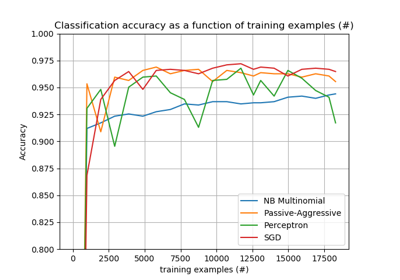 Classification accuracy as a function of training examples (#)
1.000
0.975
0.950
0.925
0.900
0.875
0.850
0.825
0.800
Accuracy
NB Multinomial
Passive-Aggressive
Perceptron
SGD
0 2500 5000 7500 10000 12500 15000 17500
training examples (#)